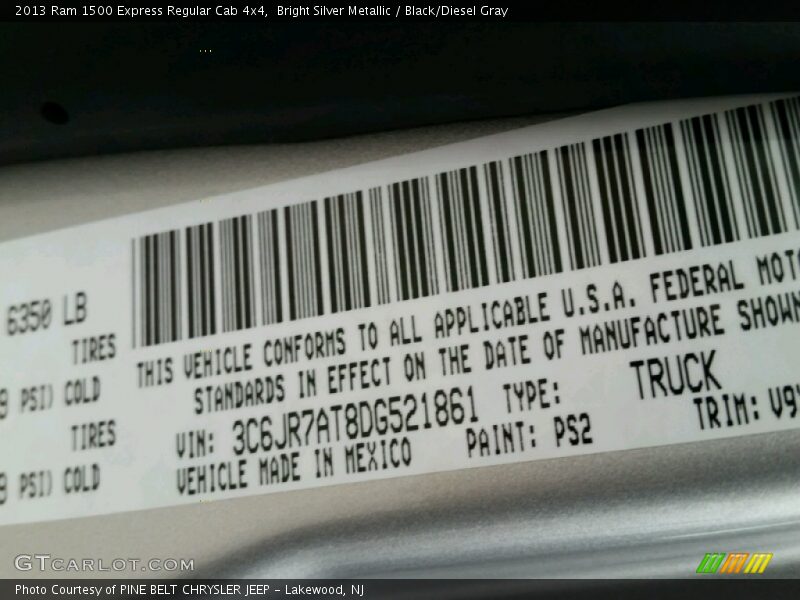 2013 Ram 1500 Express Regular Cab 4x4,  Bright Silver Metallic / Black/Diesel Gray
6350 LB
TIRES
PSI) COLD
TIRES
PSI) COLD
THIS VEHICLE CONFORMS TO ALL APPLICABLE U.S.A. FEDERAL
STANDARDS IN EFFECT ON THE DATE OF MANUFACTURE SHOWN
VIN: 3C6JR7AT8DG521861 TYPE: TRUCK
VEHICLE MADE IN MEXICO PAINT: PS2 TRIM:
GTCARLOT.COM
Photo Courtesy of PINE BELT CHRYSLER JEEP - Lakewood, NJ